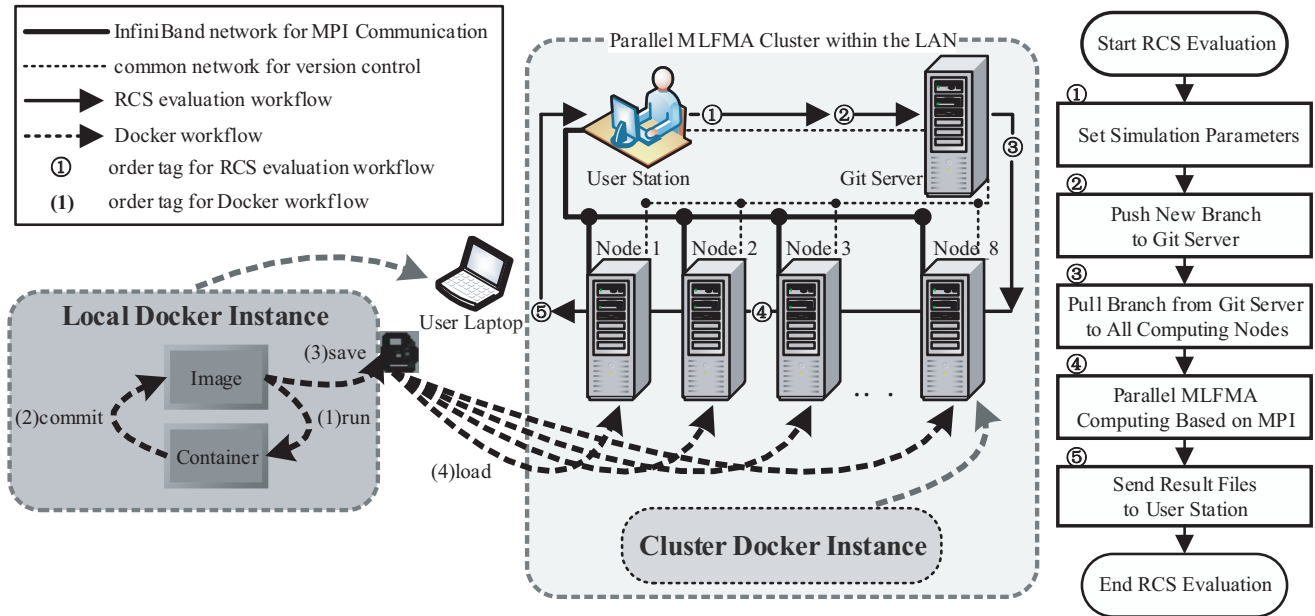 InfiniBand network for MPI Communication
common network for version control
RCS evaluation workflow
Docker workflow
① order tag for RCS evaluation workflow
(1) order tag for Docker workflow
Parallel MLFMA Cluster within the LAN
①
②
③
User Station
Git Server
Node 1
Node 2
Node 3
Node 8
④
⑤
. . .
User Laptop
Local Docker Instance
Image
Container
(1)run
(2)commit
(3)save
(4)load
Cluster Docker Instance
Start RCS Evaluation
①
Set Simulation Parameters
②
Push New Branch
to Git Server
③
Pull Branch from Git Server
to All Computing Nodes
④
Parallel MLFMA
Computing Based on MPI
⑤
Send Result Files
to User Station
End RCS Evaluation